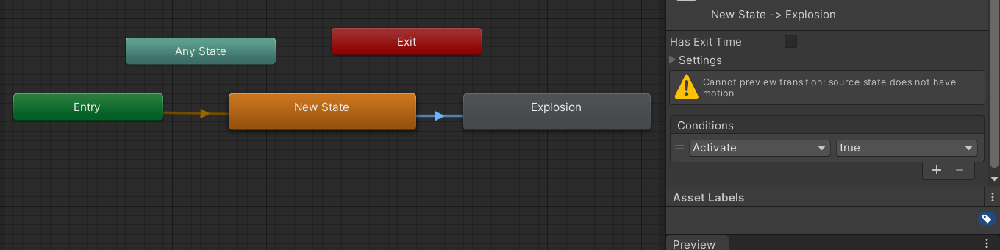 Any State
Exit
Entry
New State
Explosion
New State -> Explosion
Has Exit Time
Settings
Cannot preview transition: source state does not have
motion
Conditions
Activate
true
Asset Labels
Preview